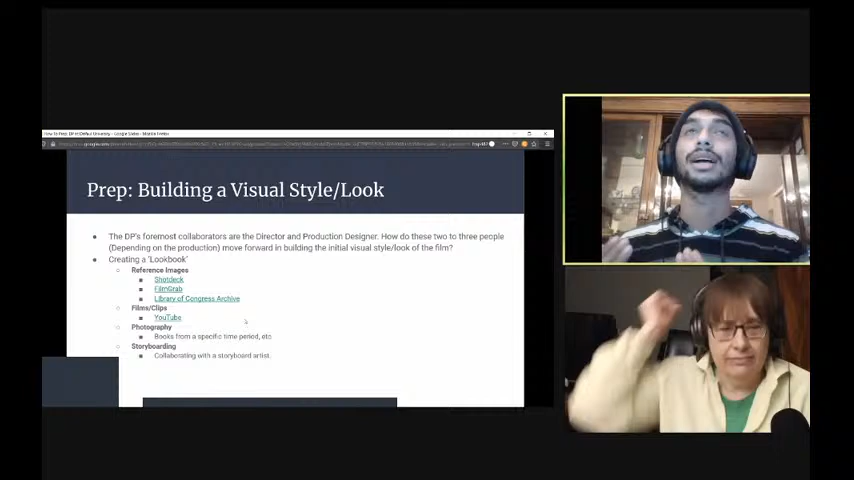 Prep: Building a Visual Style/Look
The DP's foremost collaborators are the Director and Production Designer. How do these two to three people
(Depending on the production) move forward in building the initial visual style/look of the film?
Creating a 'Lookbook'
Reference Images
Shotdeck
FilmGrab
Library of Congress Archive
Films/Clips
YouTube
Photography
Books from a specific time period, etc
Storyboarding
Collaborating with a storyboard artist